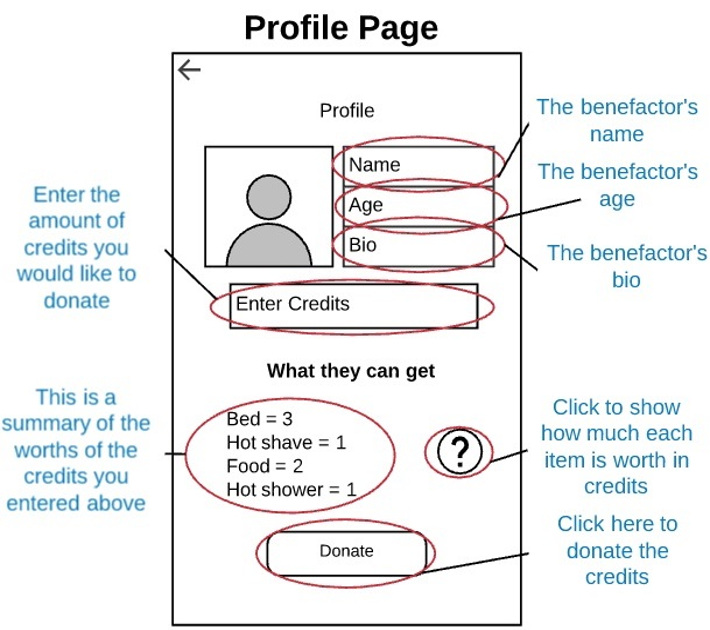 Profile Page
Profile
The benefactor's
name
Name
The benefactor's
age
Age
Bio
The benefactor's
bio
Enter the
amount of
credits you
would like to
donate
Enter Credits
What they can get
This is a
summary of the
worths of the
credits you
entered above
Bed = 3
Hot shave = 1
Food = 2
Hot shower = 1
?
Click to show
how much each
item is worth in
credits
Donate
Click here to
donate the
credits